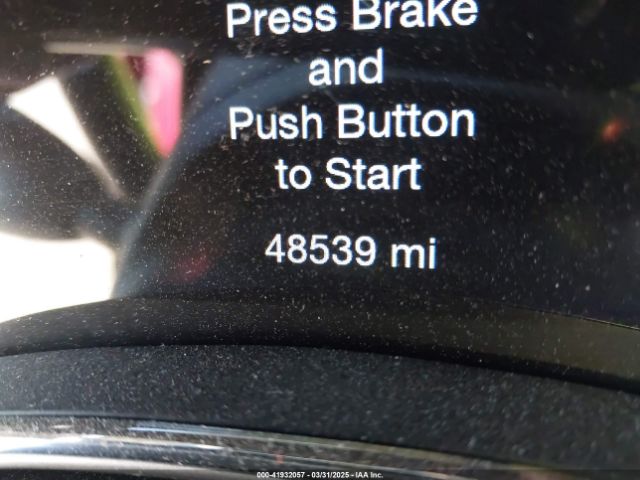 Press Brake
and
Push Button
to Start
48539 mi
000-41932057 - 03/31/2025 - IAA Inc.